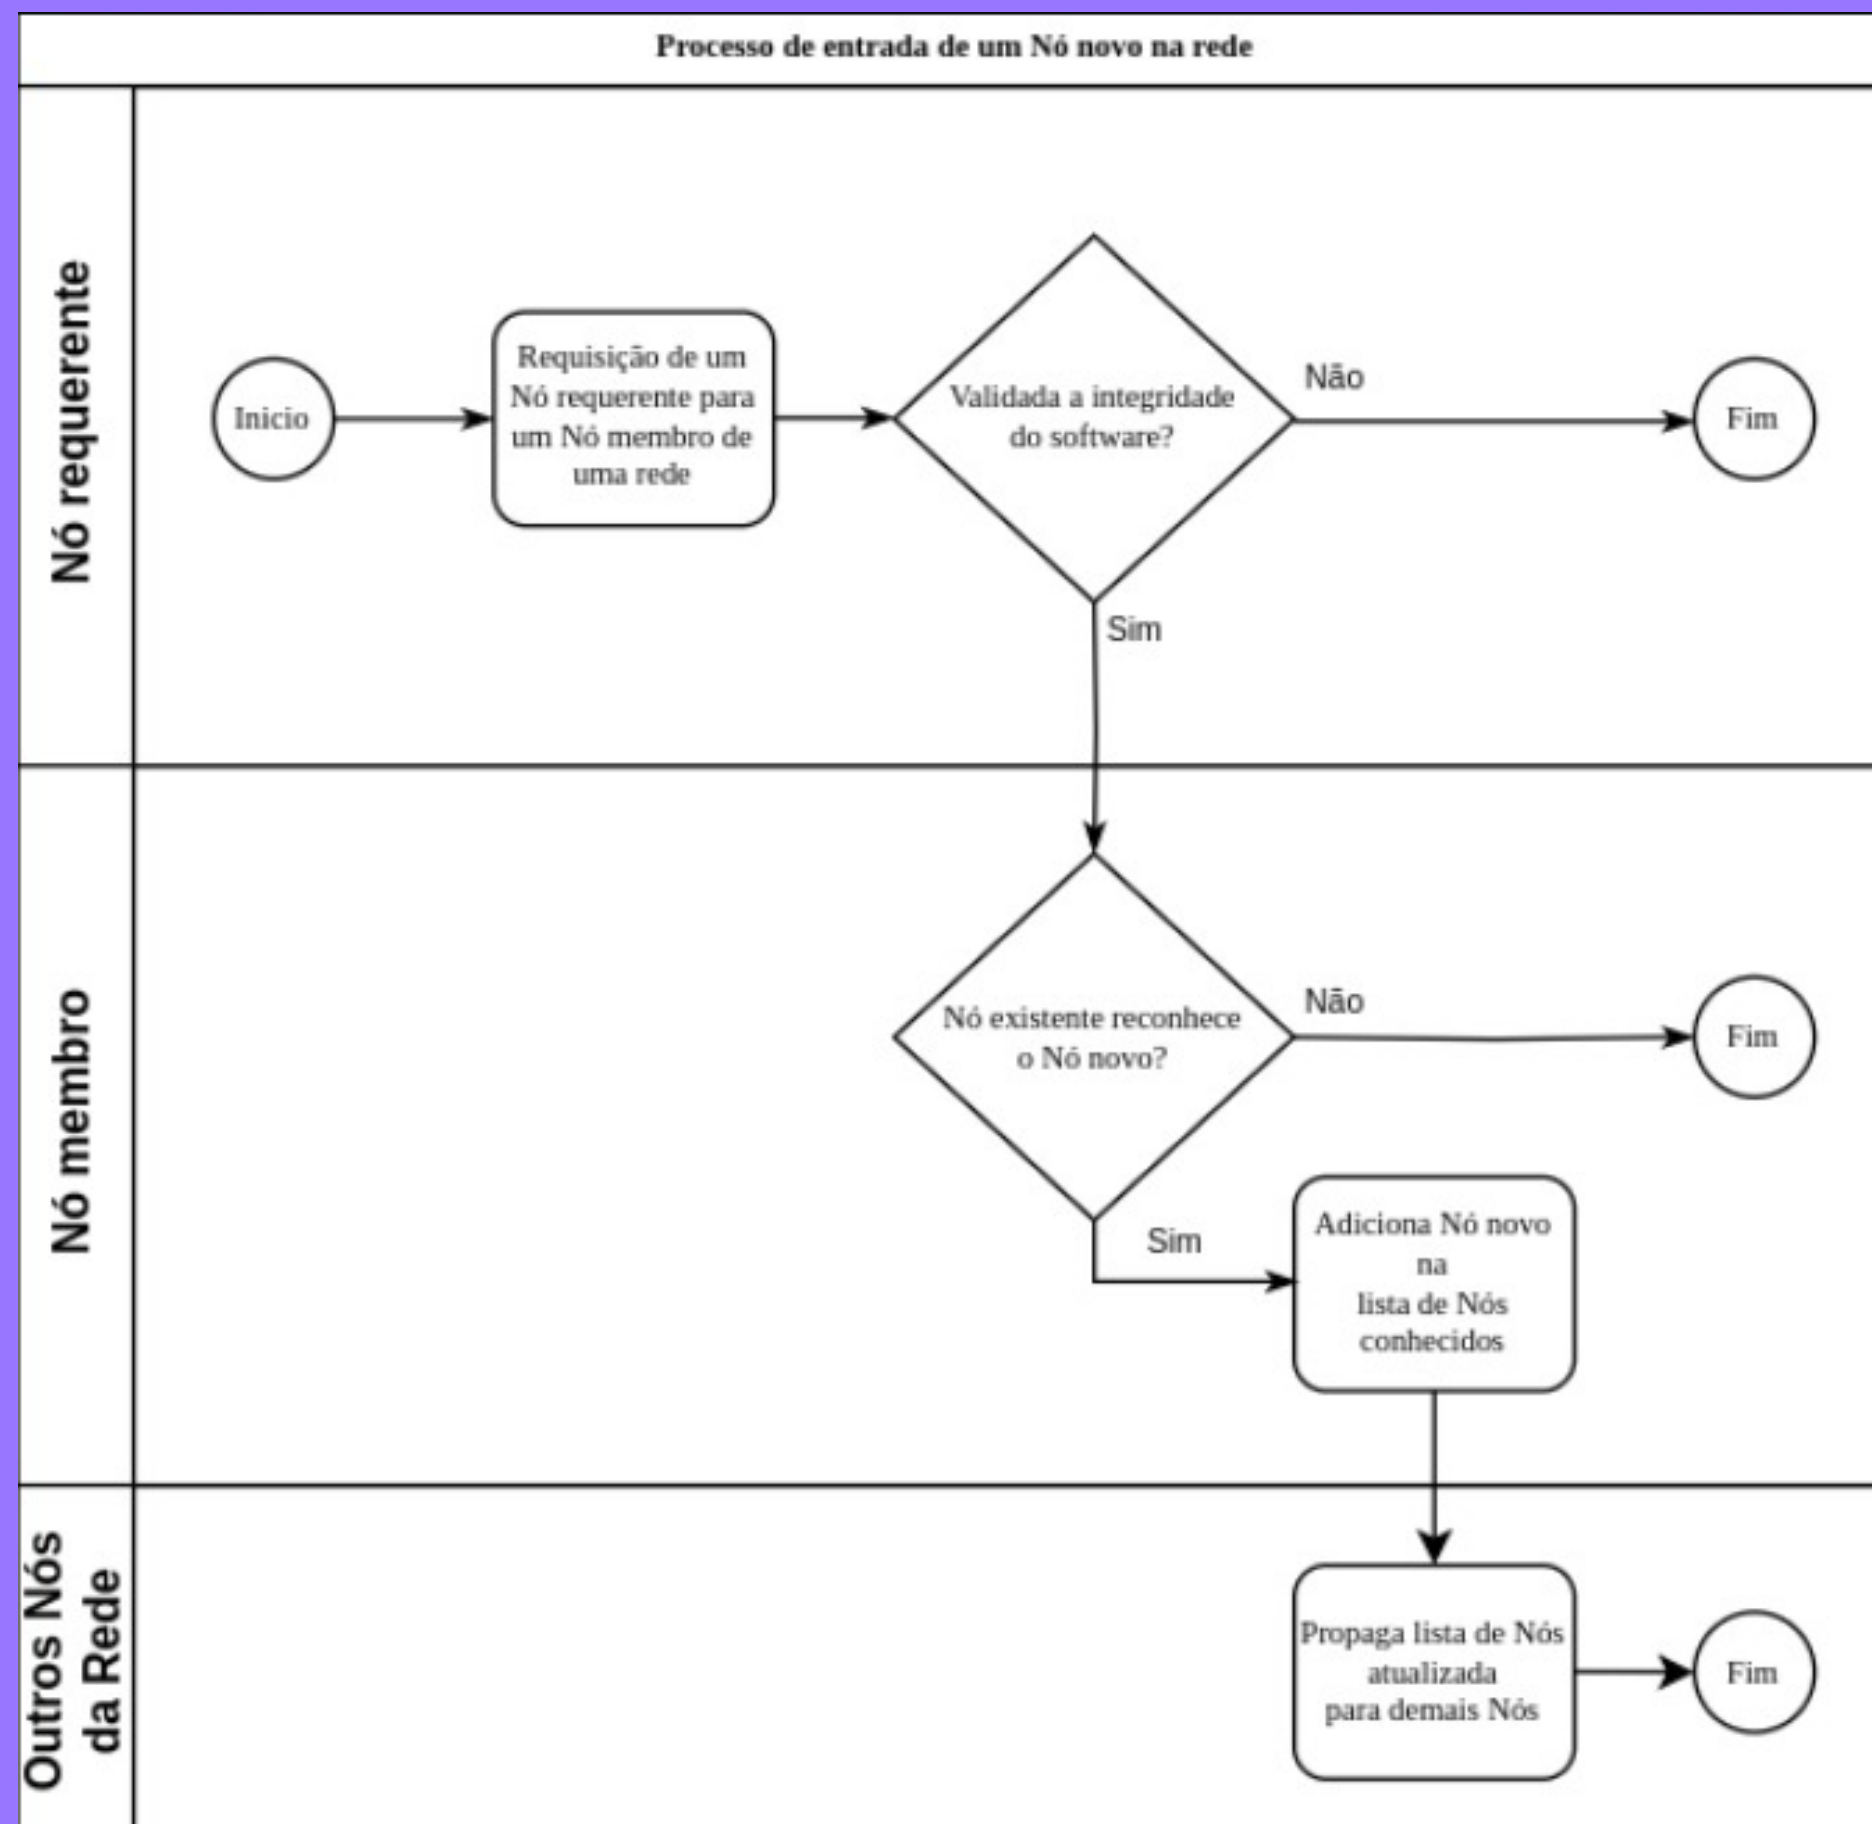 Processo de entrada de um Nó novo na rede
Nó requerente
Inicio
Requisição de um
Nó requerente para
um Nó membro de
uma rede
Validada a integridade
do software?
Não
Fim
Sim
Nó membro
Nó existente reconhece
o Nó novo?
Não
Fim
Sim
Adiciona Nó novo
na
lista de Nós
conhecidos
Outros Nós
da Rede
Propaga lista de Nós
atualizada
para demais Nós
Fim